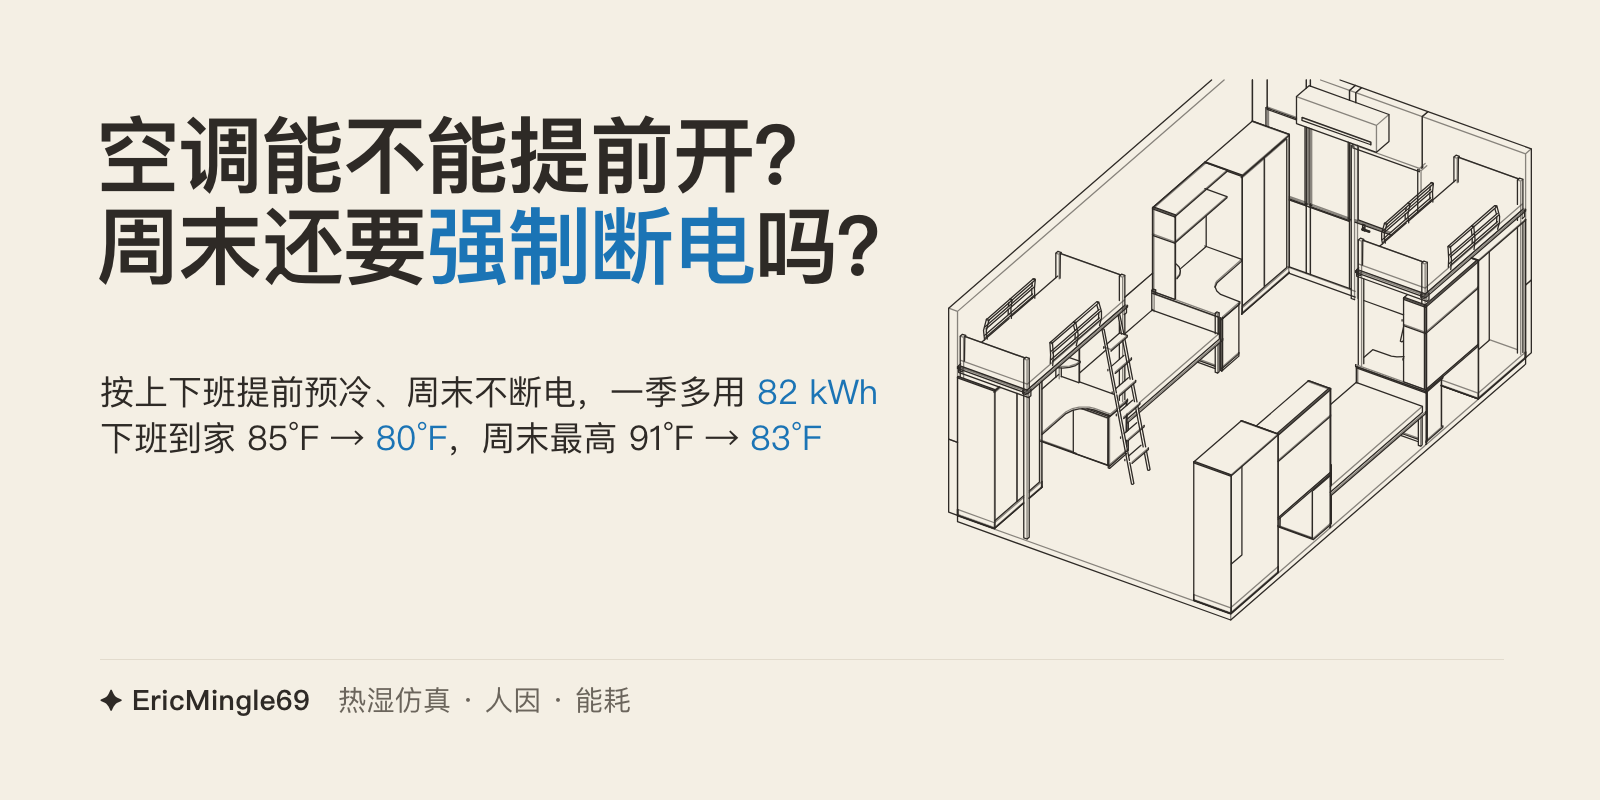 空调能不能提前开?
周末还要强制断电吗?
按上下班提前预冷、周末不断电，一季多用 82 kWh
下班到家 85°F → 80°F，周末最高 91°F → 83°F
EricMingle69 热湿仿真 · 人因 · 能耗